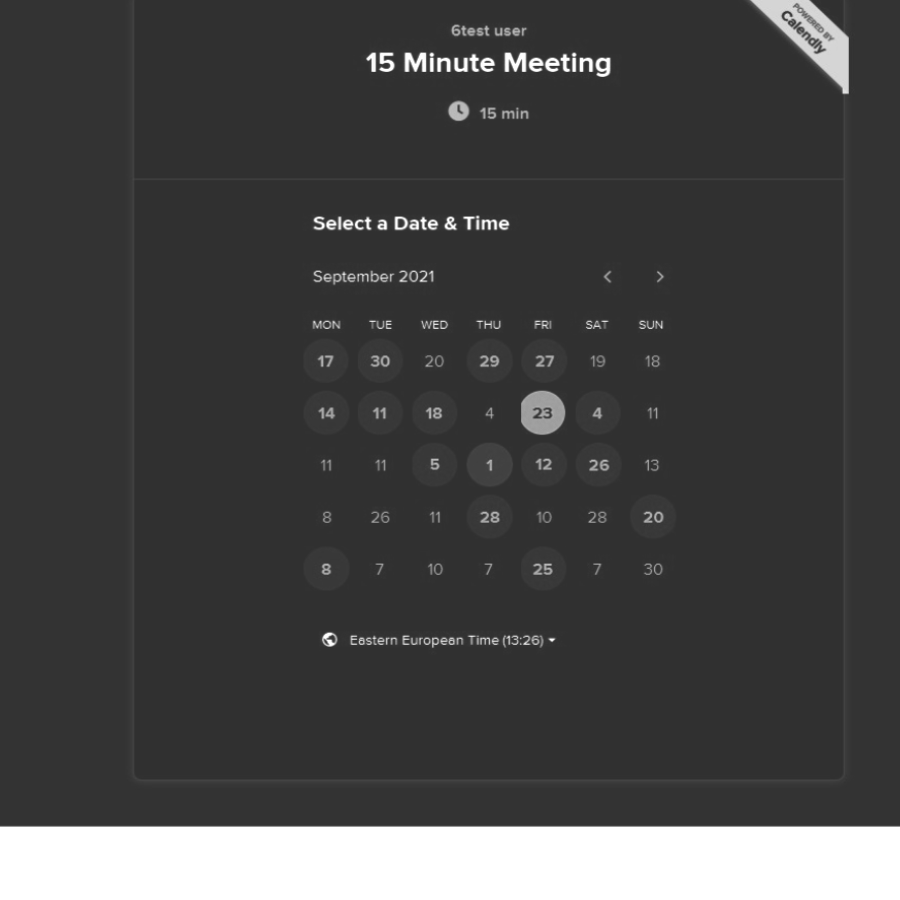 POWERED BY
Calendly
6test user
15 Minute Meeting
15 min
Select a Date & Time
September 2021
MON TUE WED THU FRI SAT SUN
17 30 20 29 27 19 18
14 11 18 4 23 4 11
11 11 5 1 12 26 13
8 26 11 28 10 28 20
8 7 10 7 25 7 30
Eastern European Time (13:26)